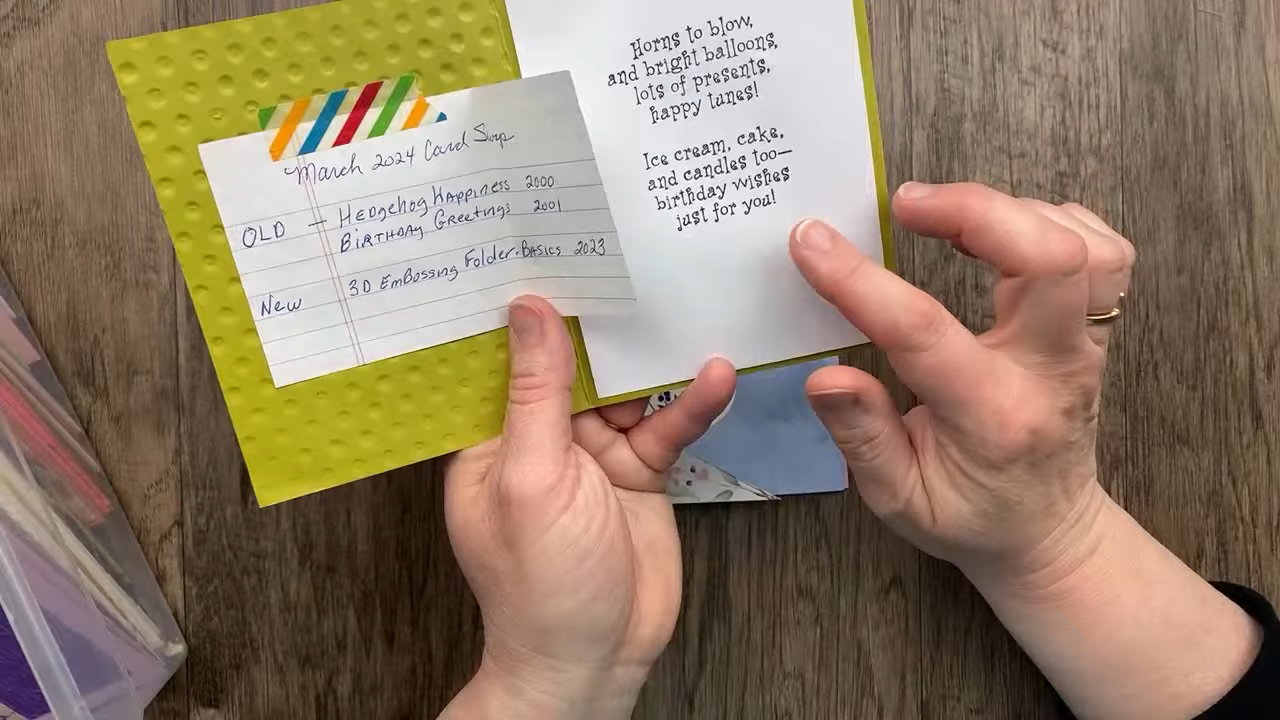 March 2024 Card Swap
OLD — Hedgehog Happiness 2000
Birthday Greetings 2001
New 3D Embossing Folder-Basics 2023
Horns to blow,
and bright balloons,
lots of presents,
happy tunes!
Ice cream, cake,
and candles too—
birthday wishes
just for you!